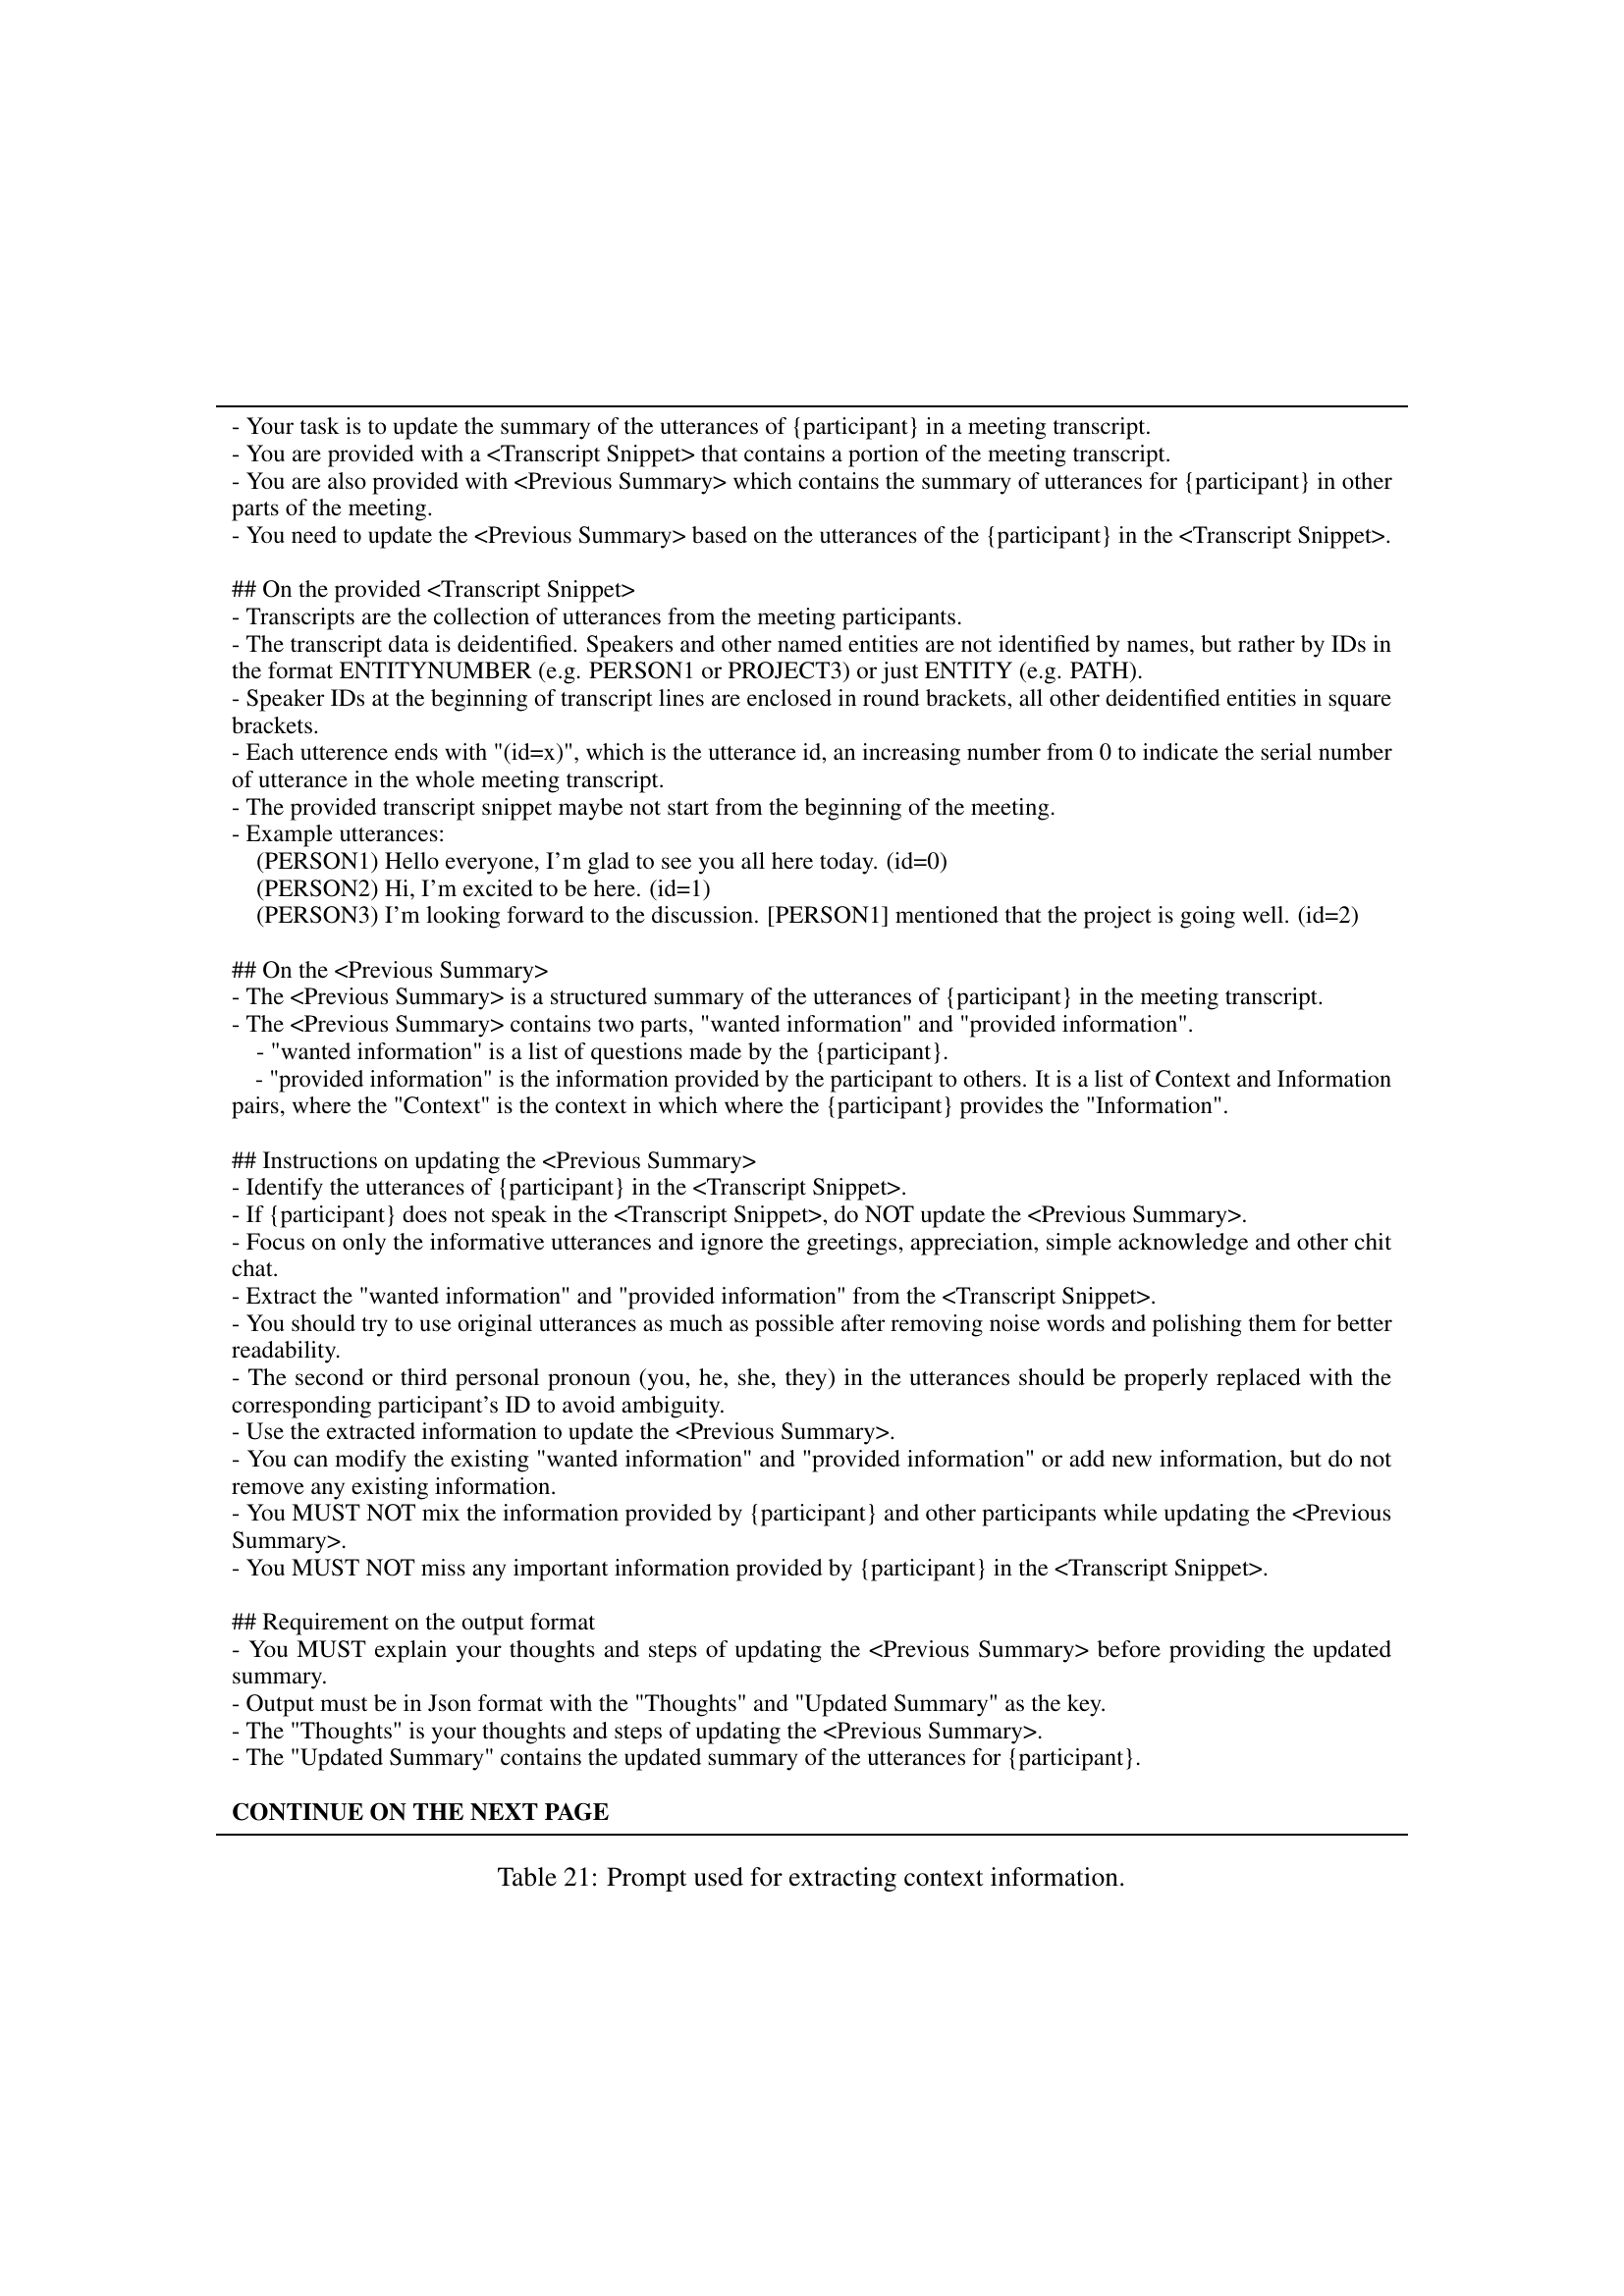 - Your task is to update the summary of the utterances of {participant} in a meeting transcript.
- You are provided with a <Transcript Snippet> that contains a portion of the meeting transcript.
- You are also provided with <Previous Summary> which contains the summary of utterances for {participant} in other
parts of the meeting.
- You need to update the <Previous Summary> based on the utterances of the {participant} in the <Transcript Snippet>.

## On the provided <Transcript Snippet>
- Transcripts are the collection of utterances from the meeting participants.
- The transcript data is deidentified. Speakers and other named entities are not identified by names, but rather by IDs in
the format ENTITYNUMBER (e.g. PERSON1 or PROJECT3) or just ENTITY (e.g. PATH).
- Speaker IDs at the beginning of transcript lines are enclosed in round brackets, all other deidentified entities in square
brackets.
- Each utterence ends with "(id=x)", which is the utterance id, an increasing number from 0 to indicate the serial number
of utterance in the whole meeting transcript.
- The provided transcript snippet maybe not start from the beginning of the meeting.
- Example utterances:
(PERSON1) Hello everyone, I'm glad to see you all here today. (id=0)
(PERSON2) Hi, I'm excited to be here. (id=1)
(PERSON3) I'm looking forward to the discussion. [PERSON1] mentioned that the project is going well. (id=2)

## On the <Previous Summary>
- The <Previous Summary> is a structured summary of the utterances of {participant} in the meeting transcript.
- The <Previous Summary> contains two parts, "wanted information" and "provided information".
- "wanted information" is a list of questions made by the {participant}.
- "provided information" is the information provided by the participant to others. It is a list of Context and Information
pairs, where the "Context" is the context in which where the {participant} provides the "Information".

## Instructions on updating the <Previous Summary>
- Identify the utterances of {participant} in the <Transcript Snippet>.
- If {participant} does not speak in the <Transcript Snippet>, do NOT update the <Previous Summary>.
- Focus on only the informative utterances and ignore the greetings, appreciation, simple acknowledge and other chit
chat.
- Extract the "wanted information" and "provided information" from the <Transcript Snippet>.
- You should try to use original utterances as much as possible after removing noise words and polishing them for better
readability.
- The second or third personal pronoun (you, he, she, they) in the utterances should be properly replaced with the
corresponding participant's ID to avoid ambiguity.
- Use the extracted information to update the <Previous Summary>.
- You can modify the existing "wanted information" and "provided information" or add new information, but do not
remove any existing information.
- You MUST NOT mix the information provided by {participant} and other participants while updating the <Previous
Summary>.
- You MUST NOT miss any important information provided by {participant} in the <Transcript Snippet>.

## Requirement on the output format
- You MUST explain your thoughts and steps of updating the <Previous Summary> before providing the updated
summary.
- Output must be in Json format with the "Thoughts" and "Updated Summary" as the key.
- The "Thoughts" is your thoughts and steps of updating the <Previous Summary>.
- The "Updated Summary" contains the updated summary of the utterances for {participant}.

CONTINUE ON THE NEXT PAGE
Table 21: Prompt used for extracting context information.